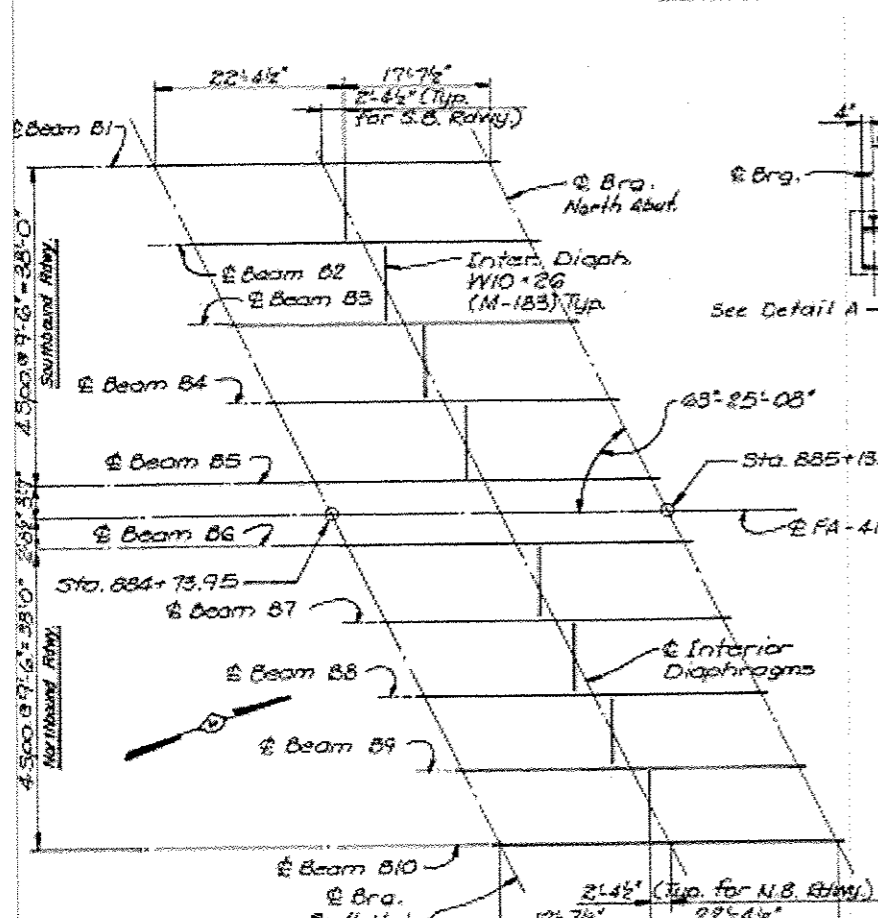 22'-4½" 17'-7½"
2'-4½" (Typ.
for S.B. Rdwy.)
4"
℄ Beam B1
℄ Brg.
North Abut.
℄ Brg.
℄ Beam B2
Inter. Diaph.
W10×26
(M-183) Typ.
℄ Beam B3
See Detail A
4 Spa. @ 9'-6" = 38'-0"
Southbound Rdwy.
℄ Beam B4
63°-25'-08"
℄ Beam B5
Sta. 885+13.
℄ Beam B6
℄ FA-41
Sta. 884+73.95
℄ Beam B7
℄ Interior
Diaphragms
℄ Beam B8
4 Spa. @ 9'-6" = 38'-0"
Northbound Rdwy.
℄ Beam B9
℄ Beam B10
℄ Brg.
2'-4½" (Typ. for N.B. Rdwy.)
17'-7½" 22'-4½"